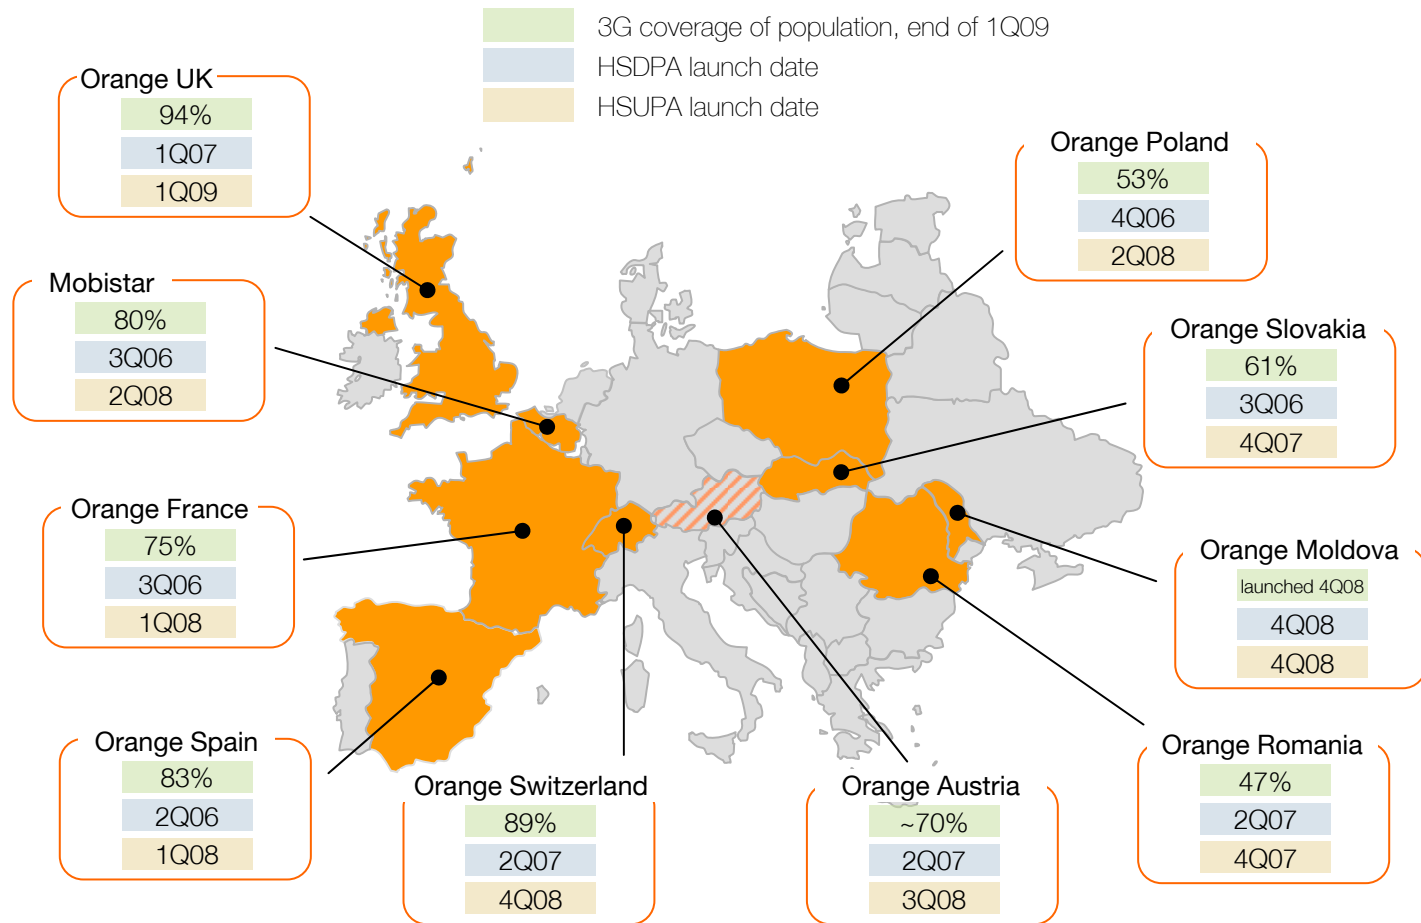 3G coverage of population, end of 1Q09
HSDPA launch date
HSUPA launch date
Orange UK
94%
1Q07
1Q09
Orange Poland
53%
4Q06
2Q08
Mobistar
80%
3Q06
2Q08
Orange Slovakia
61%
3Q06
4Q07
Orange France
75%
3Q06
1Q08
Orange Moldova
launched 4Q08
4Q08
4Q08
Orange Spain
83%
2Q06
1Q08
Orange Switzerland
89%
2Q07
4Q08
Orange Austria
~70%
2Q07
3Q08
Orange Romania
47%
2Q07
4Q07